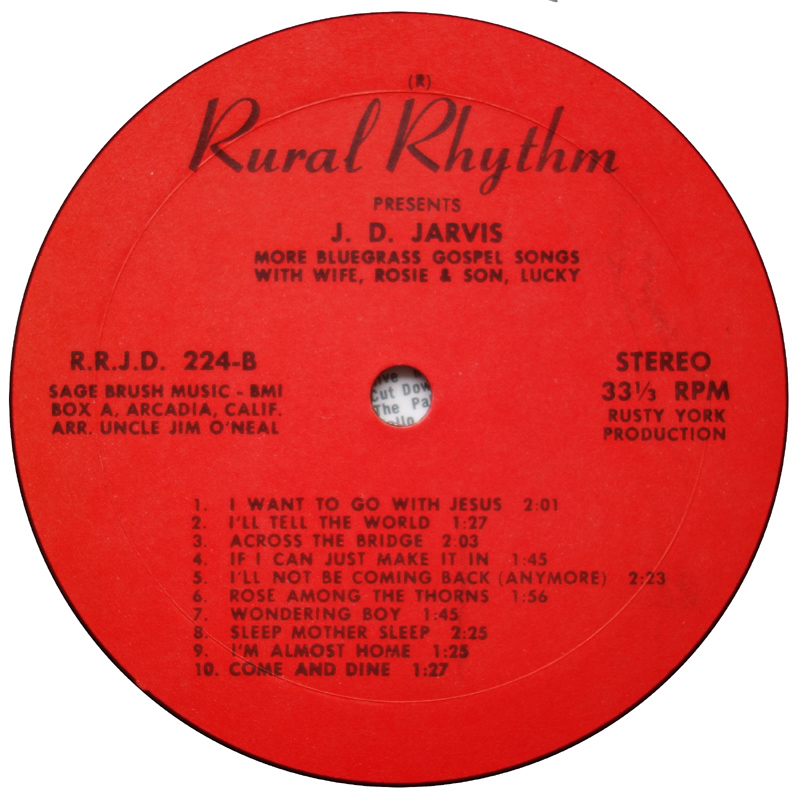 (R)
Rural Rhythm
PRESENTS
J. D. JARVIS
MORE BLUEGRASS GOSPEL SONGS
WITH WIFE, ROSIE & SON, LUCKY
R.R.J.D. 224-B
SAGE BRUSH MUSIC - BMI
BOX A, ARCADIA, CALIF.
ARR. UNCLE JIM O'NEAL
Cut Dow
The Pa
STEREO
33⅓ RPM
RUSTY YORK
PRODUCTION
1. I WANT TO GO WITH JESUS 2:01
2. I'LL TELL THE WORLD 1:27
3. ACROSS THE BRIDGE 2:03
4. IF I CAN JUST MAKE IT IN 1:45
5. I'LL NOT BE COMING BACK (ANYMORE) 2:23
6. ROSE AMONG THE THORNS 1:56
7. WONDERING BOY 1:45
8. SLEEP MOTHER SLEEP 2:25
9. I'M ALMOST HOME 1:25
10. COME AND DINE 1:27